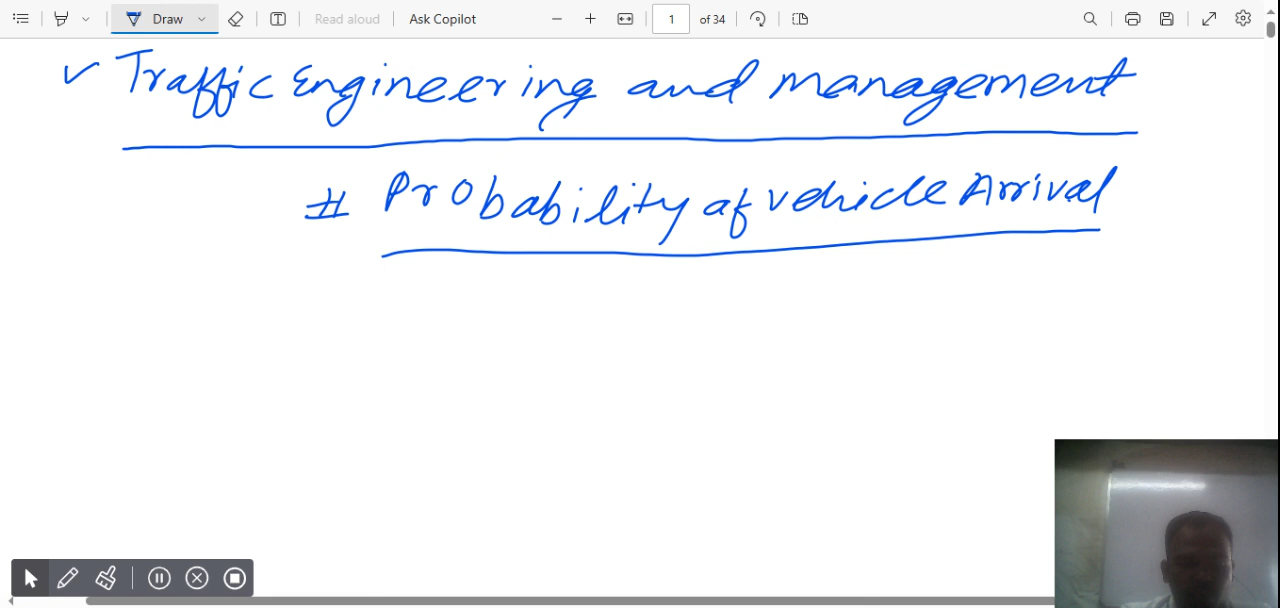 Draw
Read aloud
Ask Copilot
1 of 34
✓ Traffic Engineering and management
# Probability of vehicle Arrival